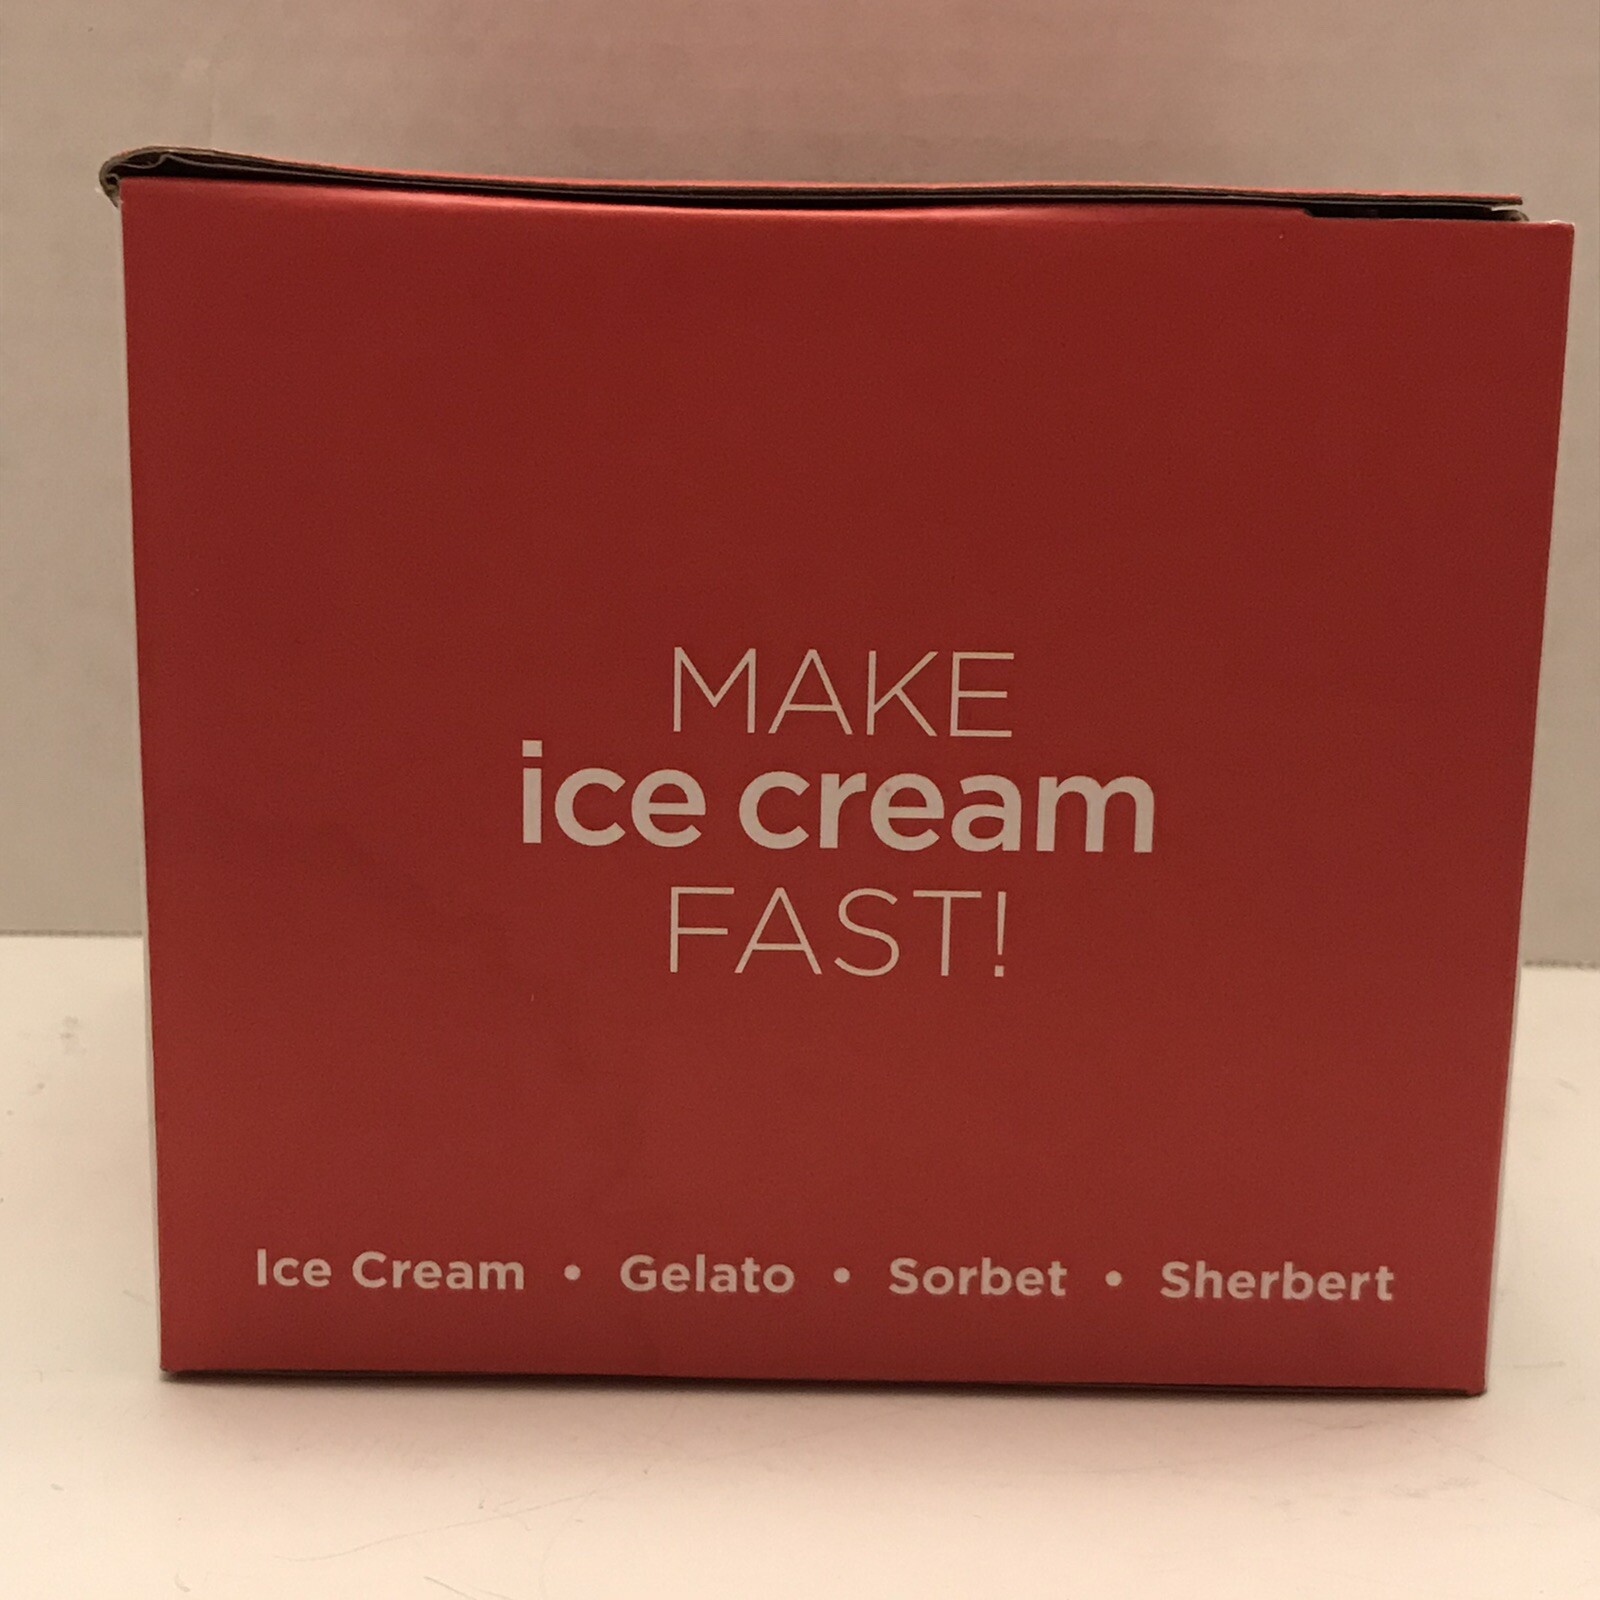 MAKE
ice cream
FAST!
Ice Cream • Gelato • Sorbet • Sherbert